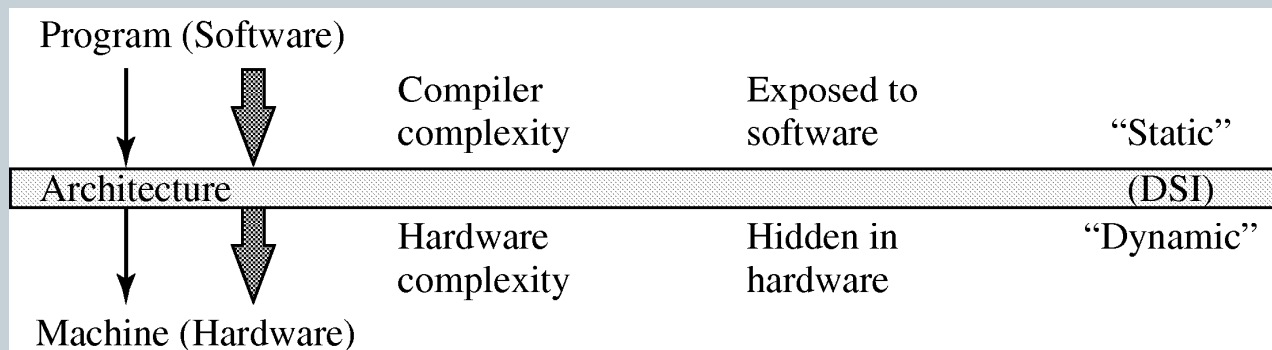 Program (Software)
Compiler
complexity
Exposed to
software
“Static”
Architecture
(DSI)
Hardware
complexity
Hidden in
hardware
“Dynamic”
Machine (Hardware)